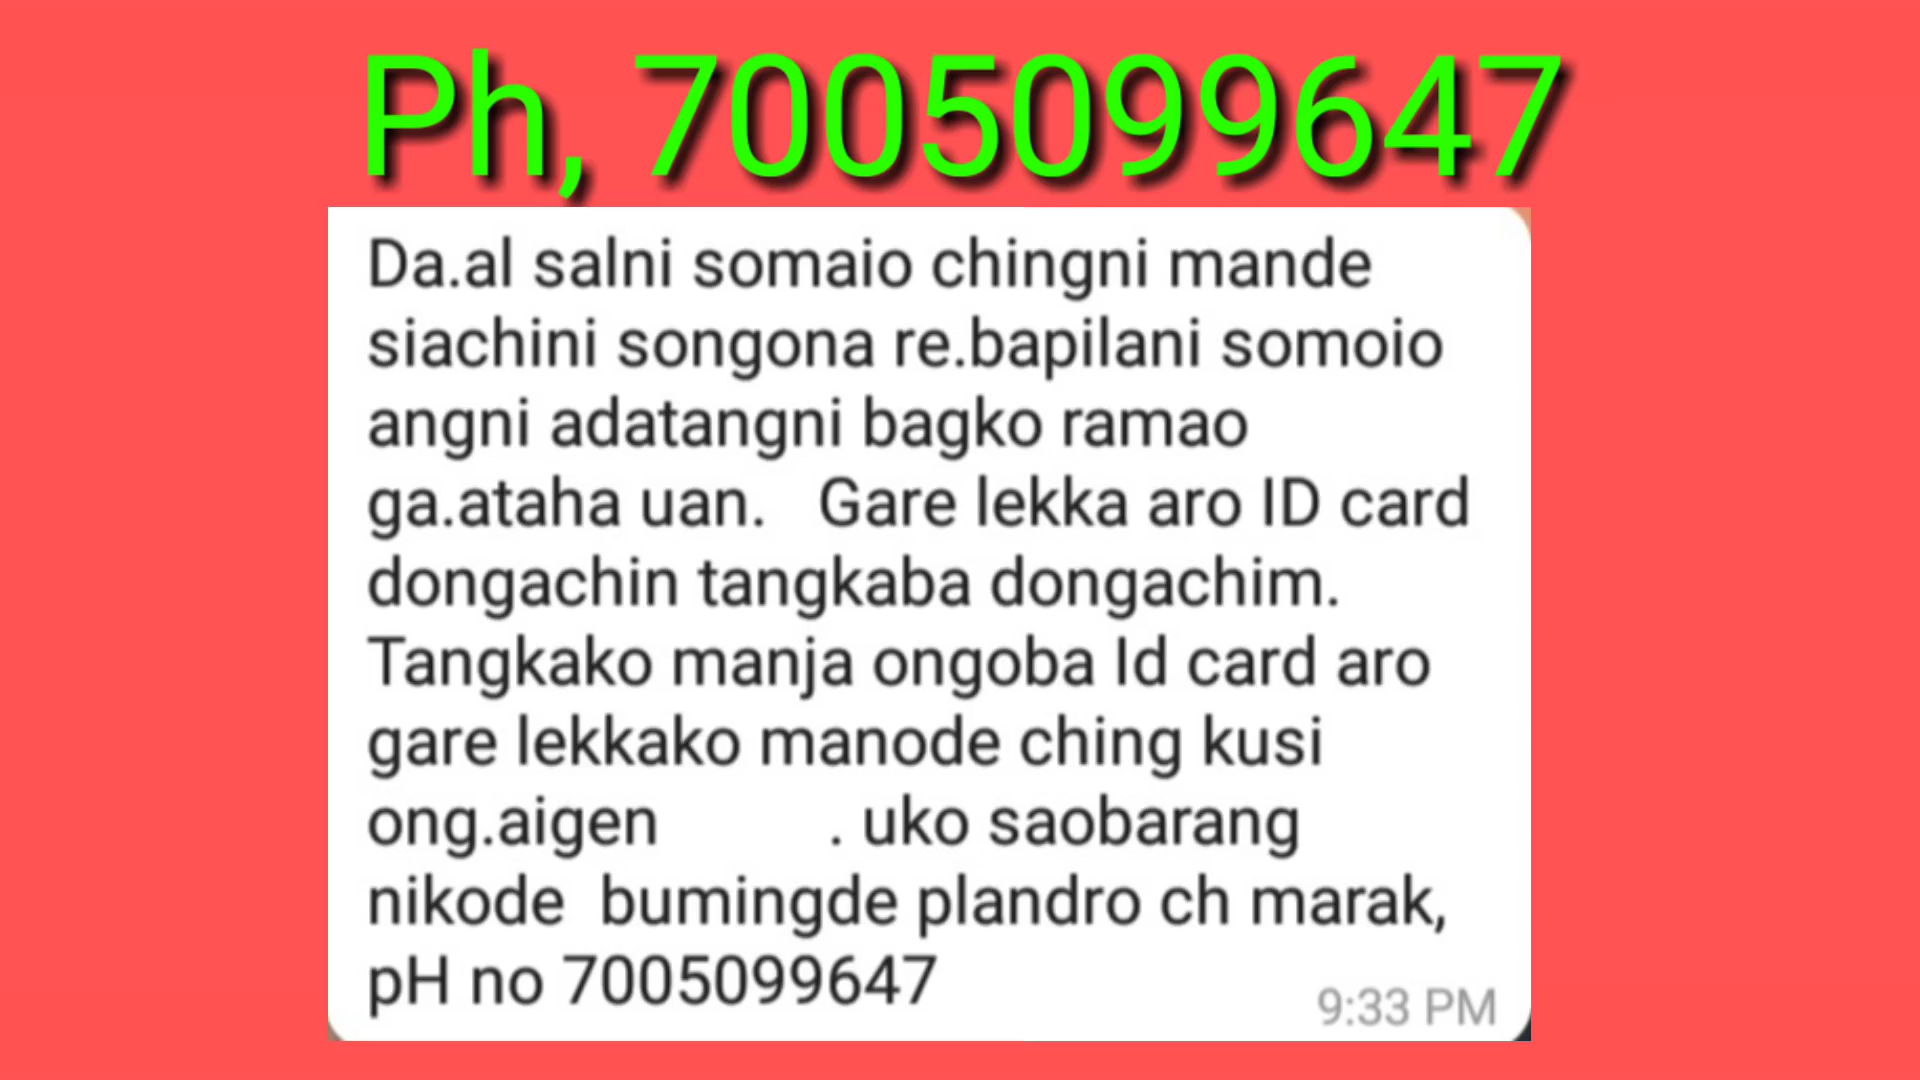 Ph, 7005099647
Da.al salni somaio chingni mande
siachini songona re.bapilani somoio
angni adatangni bagko ramao
ga.ataha uan. Gare lekka aro ID card
dongachin tangkaba dongachim.
Tangkako manja ongoba Id card aro
gare lekkako manode ching kusi
ong.aigen . uko saobarang
nikode bumingde plandro ch marak,
pH no 7005099647
9:33 PM